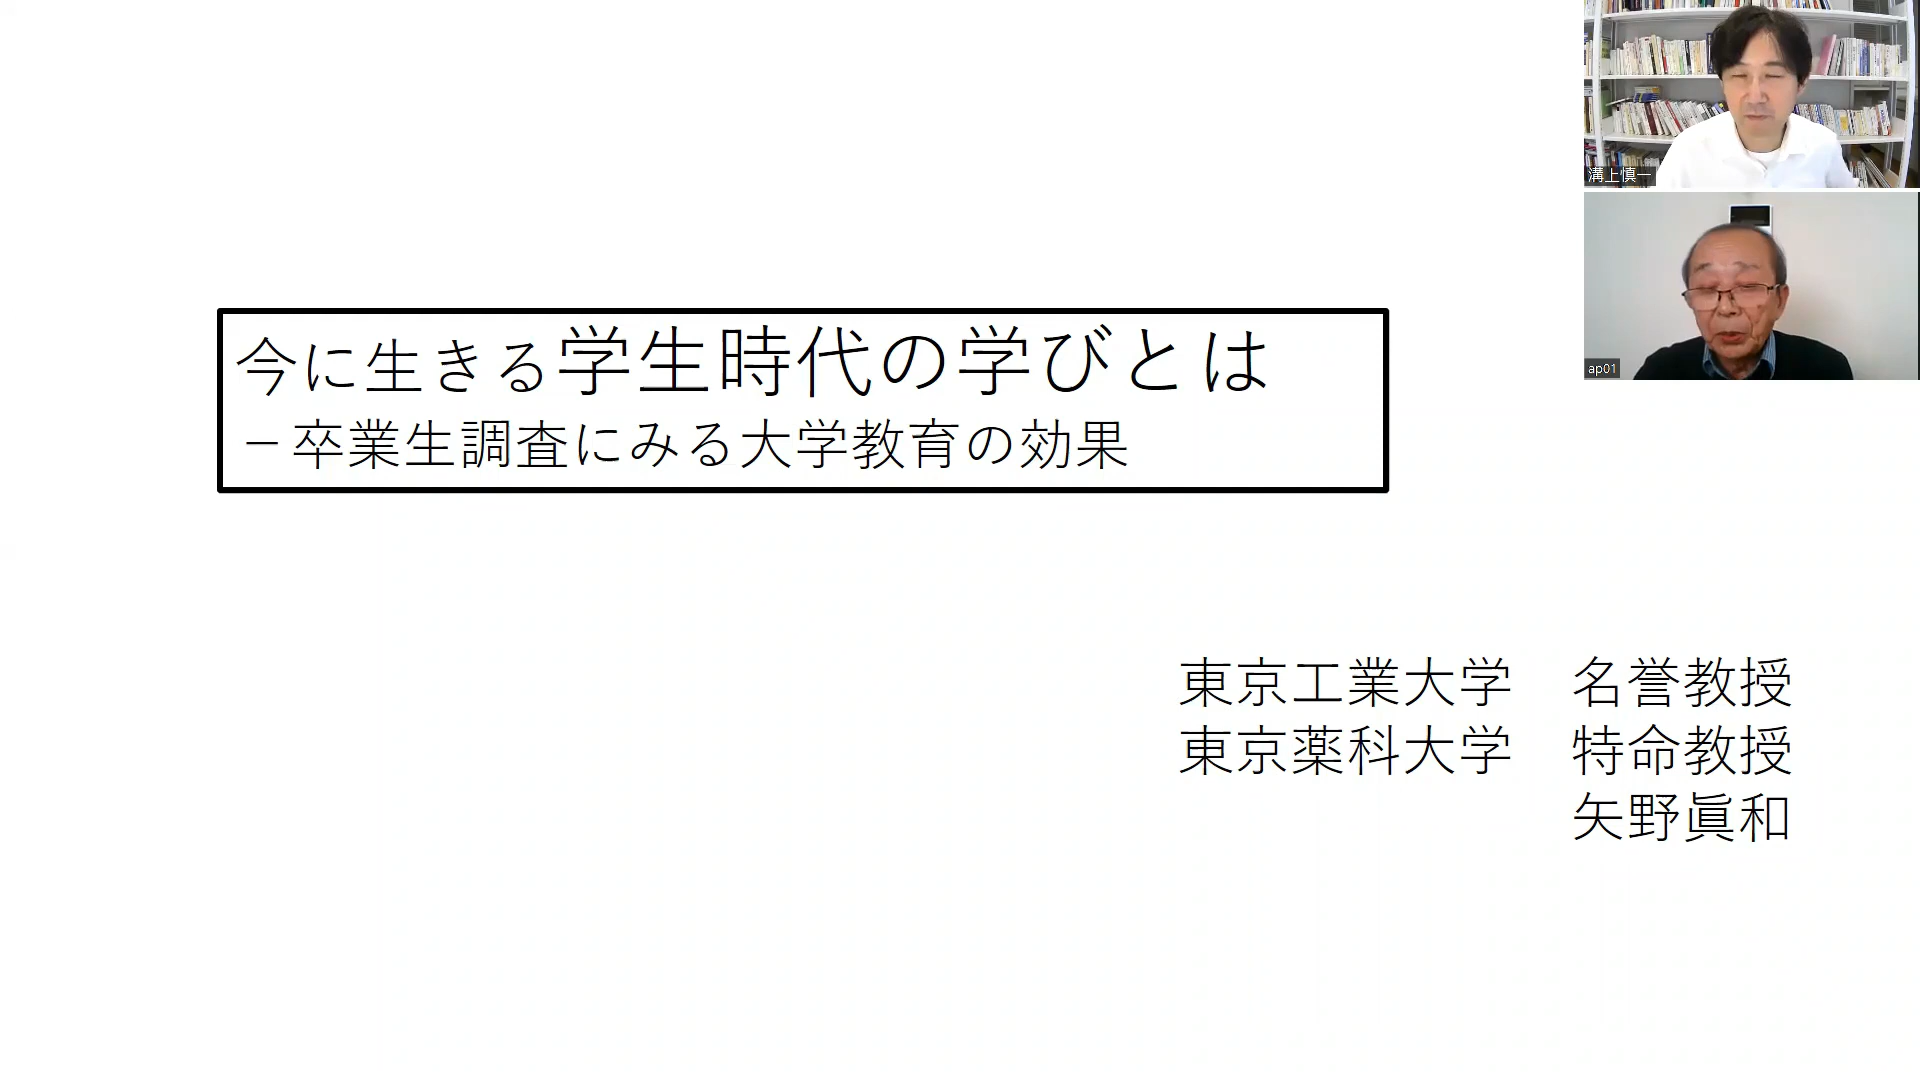 今に生きる学生時代の学びとは
－卒業生調査にみる大学教育の効果
東京工業大学　名誉教授
東京薬科大学　特命教授
矢野眞和
溝上慎一
ap01